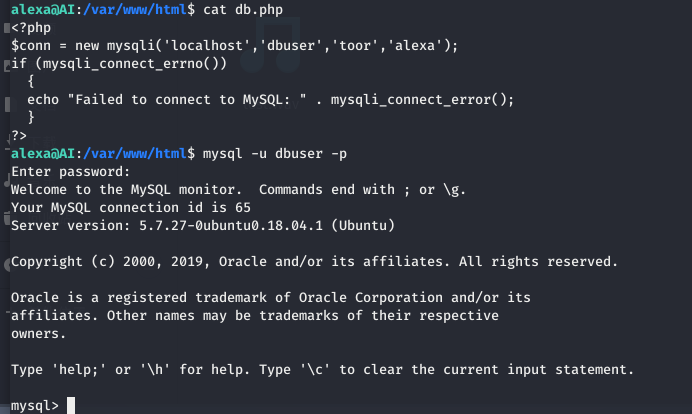 alexa@AI:/var/www/html$ cat db.php
<?php
$conn = new mysqli('localhost','dbuser','toor','alexa');
if (mysqli_connect_errno())
  {
  echo "Failed to connect to MySQL: " . mysqli_connect_error();
  }
?>
alexa@AI:/var/www/html$ mysql -u dbuser -p
Enter password:
Welcome to the MySQL monitor.  Commands end with ; or \g.
Your MySQL connection id is 65
Server version: 5.7.27-0ubuntu0.18.04.1 (Ubuntu)

Copyright (c) 2000, 2019, Oracle and/or its affiliates. All rights reserved.

Oracle is a registered trademark of Oracle Corporation and/or its
affiliates. Other names may be trademarks of their respective
owners.

Type 'help;' or '\h' for help. Type '\c' to clear the current input statement.

mysql>